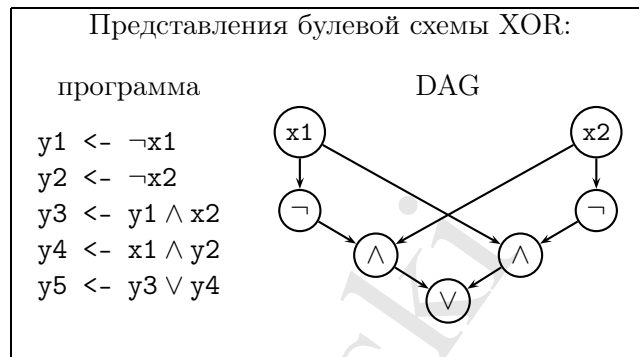 Представления булевой схемы XOR:
программа
y1 <- ¬x1
y2 <- ¬x2
y3 <- y1 ∧ x2
y4 <- x1 ∧ y2
y5 <- y3 ∨ y4
DAG
x1 x2
¬ ¬
∧ ∧
∨